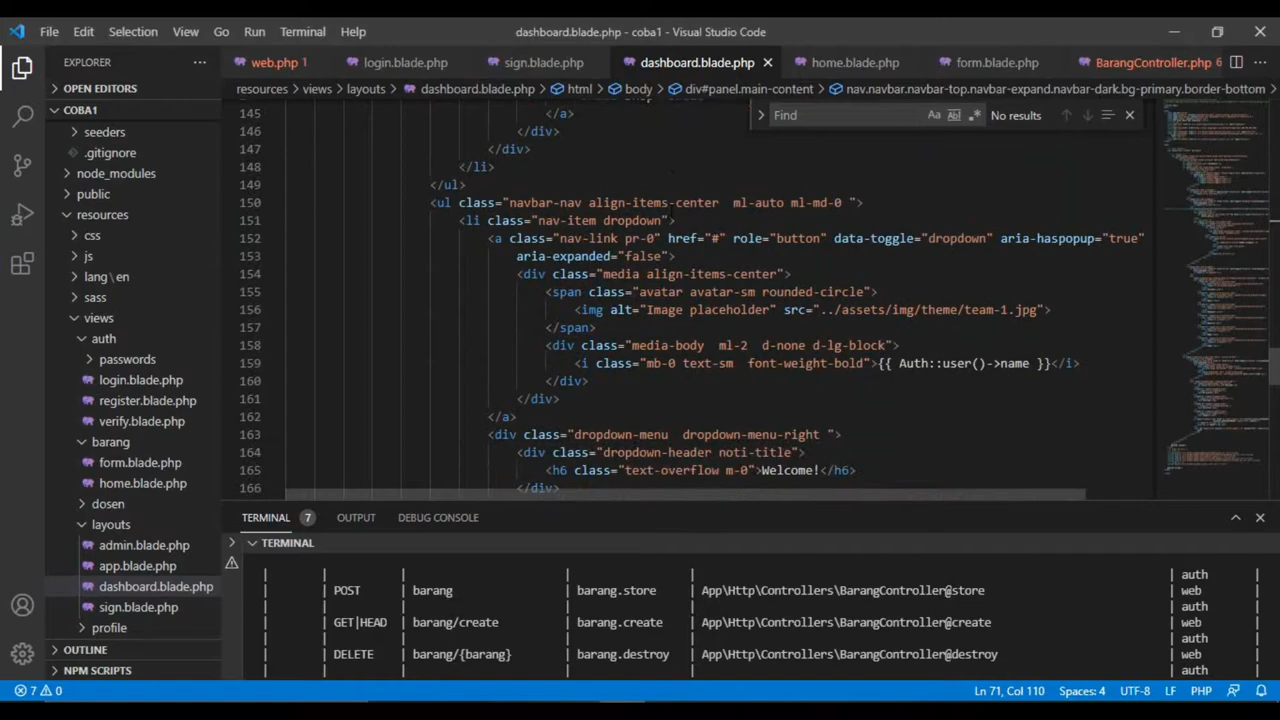 File Edit Selection View Go Run Terminal Help
dashboard.blade.php - coba1 - Visual Studio Code
EXPLORER
web.php 1 login.blade.php sign.blade.php dashboard.blade.php home.blade.php form.blade.php BarangController.php 6
OPEN EDITORS
COBA1
seeders
.gitignore
node_modules
public
resources
css
js
lang\en
sass
views
auth
passwords
login.blade.php
register.blade.php
verify.blade.php
barang
form.blade.php
home.blade.php
dosen
layouts
admin.blade.php
app.blade.php
dashboard.blade.php
sign.blade.php
profile
OUTLINE
NPM SCRIPTS
resources > views > layouts > dashboard.blade.php > html > body > div#panel.main-content > nav.navbar.navbar-top.navbar-expand.navbar-dark.bg-primary.border-bottom
Find Aa ab .* No results
145 </a>
146 </div>
147 </div>
148 </li>
149 </ul>
150 <ul class="navbar-nav align-items-center  ml-auto ml-md-0 ">
151 <li class="nav-item dropdown">
152 <a class="nav-link pr-0" href="#" role="button" data-toggle="dropdown" aria-haspopup="true"
153 aria-expanded="false">
154 <div class="media align-items-center">
155 <span class="avatar avatar-sm rounded-circle">
156 <img alt="Image placeholder" src="../assets/img/theme/team-1.jpg">
157 </span>
158 <div class="media-body  ml-2  d-none d-lg-block">
159 <i class="mb-0 text-sm  font-weight-bold">{{ Auth::user()->name }}</i>
160 </div>
161 </div>
162 </a>
163 <div class="dropdown-menu  dropdown-menu-right ">
164 <div class="dropdown-header noti-title">
165 <h6 class="text-overflow m-0">Welcome!</h6>
166 </div>
TERMINAL 7 OUTPUT DEBUG CONSOLE
TERMINAL
| | | | | auth |
| | POST | barang | barang.store | App\Http\Controllers\BarangController@store | web |
| | | | | auth |
| | GET|HEAD | barang/create | barang.create | App\Http\Controllers\BarangController@create | web |
| | | | | auth |
| | DELETE | barang/{barang} | barang.destroy | App\Http\Controllers\BarangController@destroy | web |
| | | | | auth |
7 0
Ln 71, Col 110 Spaces: 4 UTF-8 LF PHP